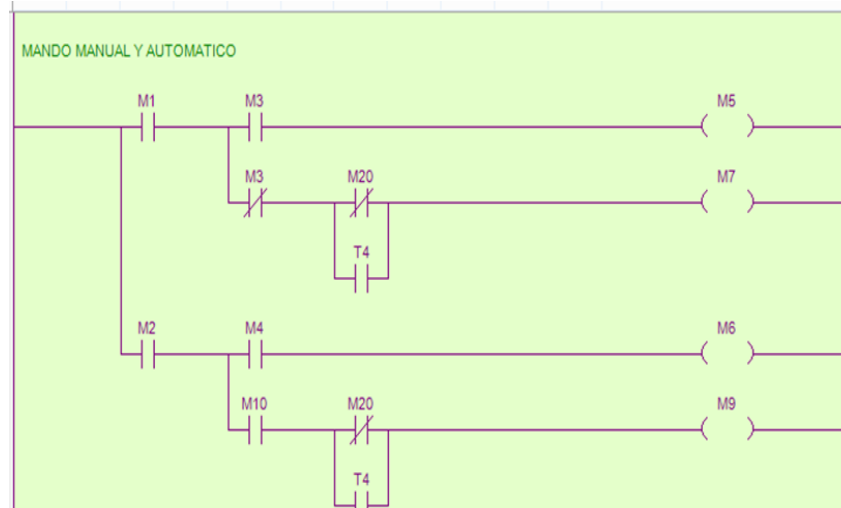 MANDO MANUAL Y AUTOMATICO
M1 M3 M5
M3 M20 M7
T4
M2 M4 M6
M10 M20 M9
T4